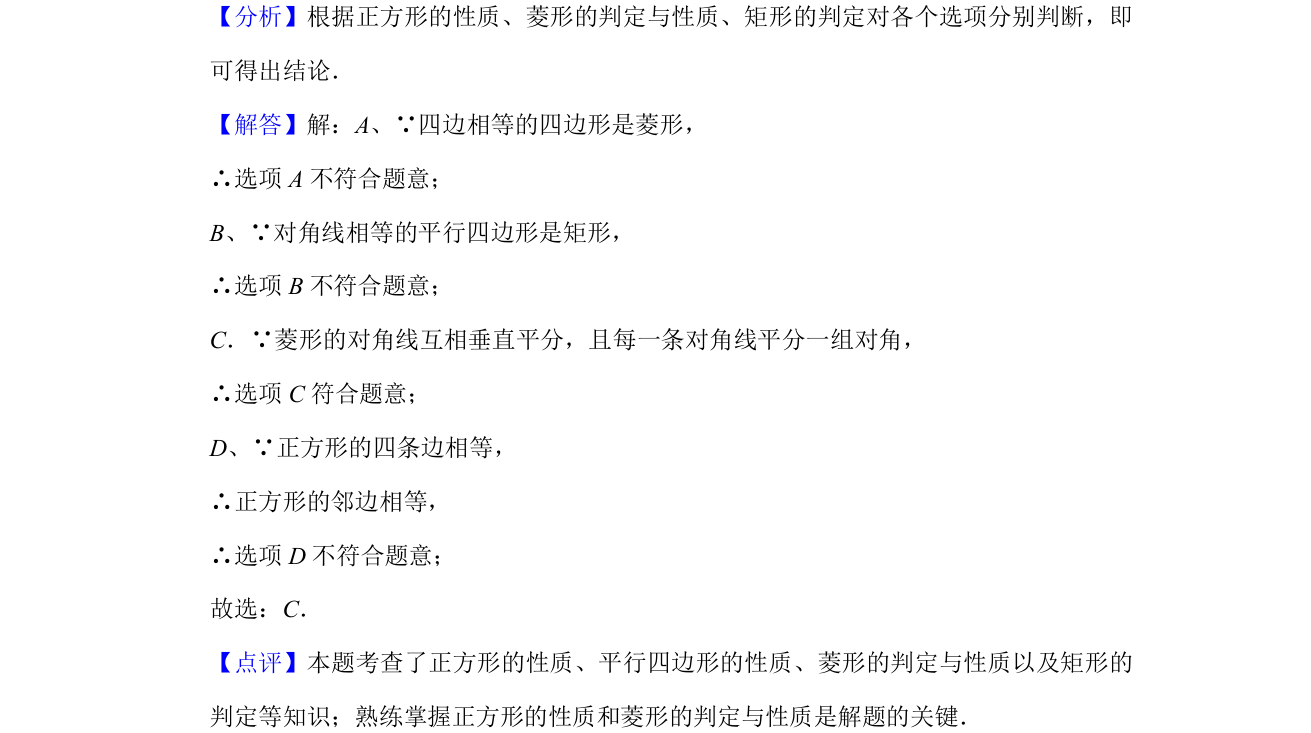 【分析】根据正方形的性质、菱形的判定与性质、矩形的判定对各个选项分别判断，即
可得出结论．
【解答】解：A、∵四边相等的四边形是菱形，
∴选项 A 不符合题意；
B、∵对角线相等的平行四边形是矩形，
∴选项 B 不符合题意；
C．∵菱形的对角线互相垂直平分，且每一条对角线平分一组对角，
∴选项 C 符合题意；
D、∵正方形的四条边相等，
∴正方形的邻边相等，
∴选项 D 不符合题意；
故选：C．
【点评】本题考查了正方形的性质、平行四边形的性质、菱形的判定与性质以及矩形的
判定等知识；熟练掌握正方形的性质和菱形的判定与性质是解题的关键．